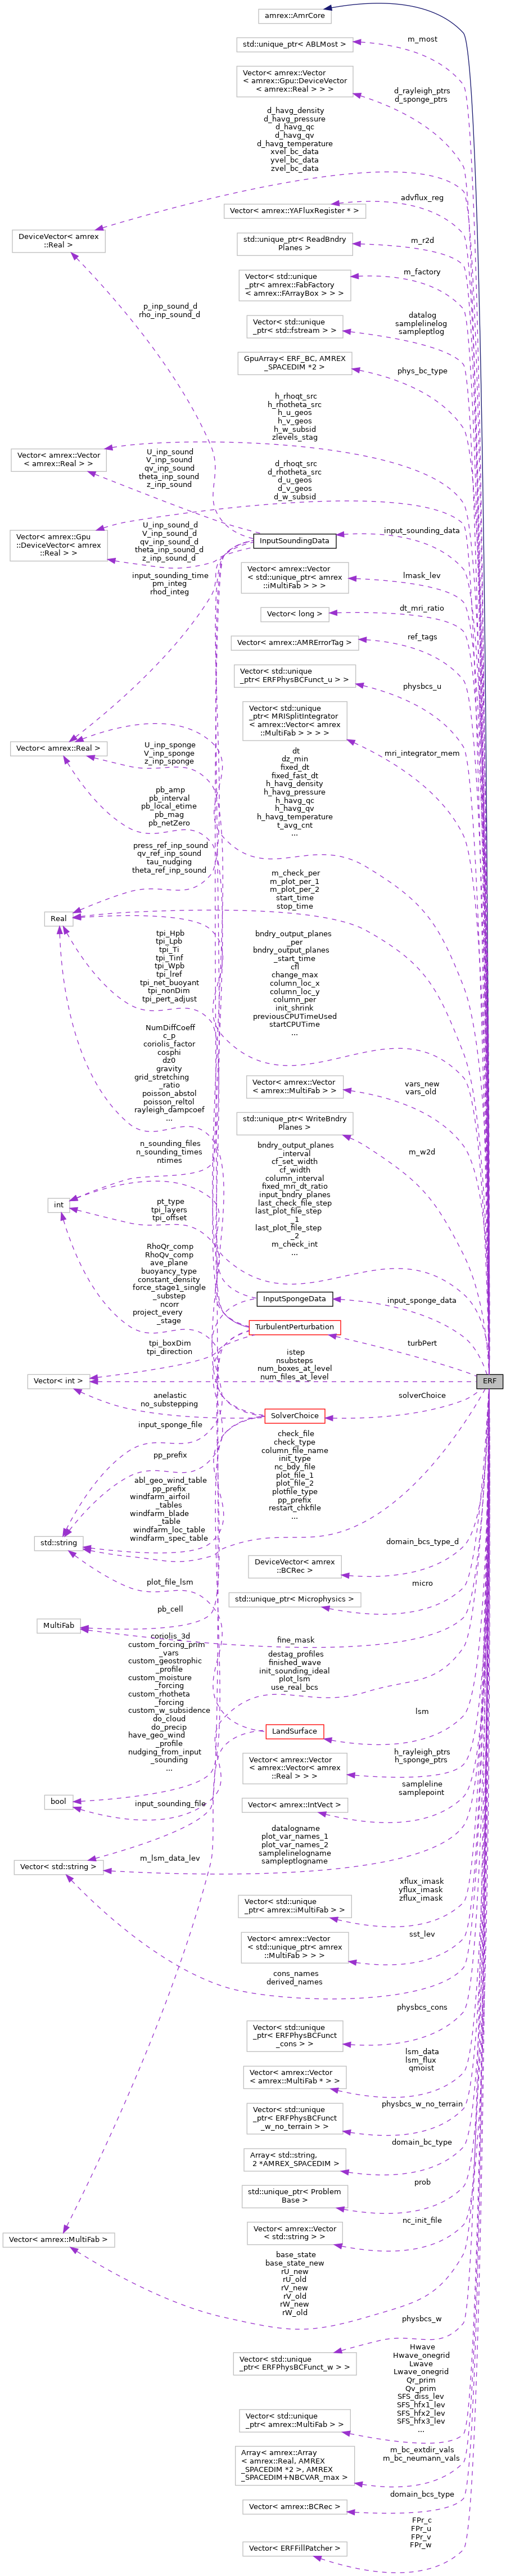 amrex::AmrCore
std::unique_ptr< ABLMost >
m_most
Vector< amrex::Vector
< amrex::Gpu::DeviceVector
< amrex::Real > > >
d_rayleigh_ptrs
d_sponge_ptrs
d_havg_density
d_havg_pressure
d_havg_qc
d_havg_qv
d_havg_temperature
xvel_bc_data
yvel_bc_data
zvel_bc_data
advflux_reg
Vector< amrex::YAFluxRegister * >
DeviceVector< amrex
::Real >
std::unique_ptr< ReadBndry
Planes >
m_r2d
Vector< std::unique
_ptr< amrex::FabFactory
< amrex::FArrayBox > > >
m_factory
p_inp_sound_d
rho_inp_sound_d
Vector< std::unique
_ptr< std::fstream > >
datalog
samplelinelog
sampleptlog
GpuArray< ERF_BC, AMREX
_SPACEDIM *2 >
phys_bc_type
h_rhoqt_src
h_rhotheta_src
h_u_geos
h_v_geos
h_w_subsid
zlevels_stag
Vector< amrex::Vector
< amrex::Real > >
U_inp_sound
V_inp_sound
qv_inp_sound
theta_inp_sound
z_inp_sound
d_rhoqt_src
d_rhotheta_src
d_u_geos
d_v_geos
d_w_subsid
Vector< amrex::Gpu
::DeviceVector< amrex
::Real > >
U_inp_sound_d
V_inp_sound_d
qv_inp_sound_d
theta_inp_sound_d
z_inp_sound_d
InputSoundingData
input_sounding_data
input_sounding_time
pm_integ
rhod_integ
Vector< amrex::Vector
< std::unique_ptr< amrex
::iMultiFab > > >
lmask_lev
Vector< long >
dt_mri_ratio
Vector< amrex::AMRErrorTag >
ref_tags
Vector< std::unique
_ptr< ERFPhysBCFunct_u > >
physbcs_u
Vector< std::unique
_ptr< MRISplitIntegrator
< amrex::Vector< amrex
::MultiFab > > > >
mri_integrator_mem
Vector< amrex::Real >
U_inp_sponge
V_inp_sponge
z_inp_sponge
dt
dz_min
fixed_dt
fixed_fast_dt
h_havg_density
h_havg_pressure
h_havg_qc
h_havg_qv
h_havg_temperature
t_avg_cnt
...
pb_amp
pb_interval
pb_local_etime
pb_mag
pb_netZero
press_ref_inp_sound
qv_ref_inp_sound
tau_nudging
theta_ref_inp_sound
m_check_per
m_plot_per_1
m_plot_per_2
start_time
stop_time
Real
tpi_Hpb
tpi_Lpb
tpi_Ti
tpi_Tinf
tpi_Wpb
tpi_lref
tpi_net_buoyant
tpi_nonDim
tpi_pert_adjust
bndry_output_planes
_per
bndry_output_planes
_start_time
cfl
change_max
column_loc_x
column_loc_y
column_per
init_shrink
previousCPUTimeUsed
startCPUTime
...
NumDiffCoeff
c_p
coriolis_factor
cosphi
dz0
gravity
grid_stretching
_ratio
poisson_abstol
poisson_reltol
rayleigh_dampcoef
...
Vector< amrex::Vector
< amrex::MultiFab > >
vars_new
vars_old
std::unique_ptr< WriteBndry
Planes >
m_w2d
n_sounding_files
n_sounding_times
ntimes
bndry_output_planes
_interval
cf_set_width
cf_width
column_interval
fixed_mri_dt_ratio
input_bndry_planes
last_check_file_step
last_plot_file_step
_1
last_plot_file_step
_2
m_check_int
...
int
pt_type
tpi_layers
tpi_offset
RhoQr_comp
RhoQv_comp
ave_plane
buoyancy_type
constant_density
force_stage1_single
_substep
ncorr
project_every
_stage
InputSpongeData
input_sponge_data
TurbulentPerturbation
turbPert
tpi_boxDim
tpi_direction
istep
nsubsteps
num_boxes_at_level
num_files_at_level
Vector< int >
ERF
anelastic
no_substepping
solverChoice
SolverChoice
input_sponge_file
pp_prefix
check_file
check_type
column_file_name
init_type
nc_bdy_file
plot_file_1
plot_file_2
plotfile_type
pp_prefix
restart_chkfile
...
abl_geo_wind_table
pp_prefix
windfarm_airfoil
_tables
windfarm_blade
_table
windfarm_loc_table
windfarm_spec_table
std::string
DeviceVector< amrex
::BCRec >
domain_bcs_type_d
plot_file_lsm
std::unique_ptr< Microphysics >
micro
pb_cell
MultiFab
fine_mask
coriolis_3d
custom_forcing_prim
_vars
custom_geostrophic
_profile
custom_moisture
_forcing
custom_rhotheta
_forcing
custom_w_subsidence
do_cloud
do_precip
have_geo_wind
_profile
nudging_from_input
_sounding
...
destag_profiles
finished_wave
init_sounding_ideal
plot_lsm
use_real_bcs
LandSurface
lsm
Vector< amrex::Vector
< amrex::Vector< amrex
::Real > > >
h_rayleigh_ptrs
h_sponge_ptrs
bool
input_sounding_file
Vector< amrex::IntVect >
sampleline
samplepoint
datalogname
plot_var_names_1
plot_var_names_2
samplelinelogname
sampleptlogname
Vector< std::string >
m_lsm_data_lev
Vector< std::unique
_ptr< amrex::iMultiFab > >
xflux_imask
yflux_imask
zflux_imask
Vector< amrex::Vector
< std::unique_ptr< amrex
::MultiFab > > >
sst_lev
cons_names
derived_names
Vector< std::unique
_ptr< ERFPhysBCFunct
_cons > >
physbcs_cons
Vector< amrex::Vector
< amrex::MultiFab * > >
lsm_data
lsm_flux
qmoist
Vector< std::unique
_ptr< ERFPhysBCFunct
_w_no_terrain > >
physbcs_w_no_terrain
Array< std::string,
2 *AMREX_SPACEDIM >
domain_bc_type
std::unique_ptr< Problem
Base >
prob
Vector< amrex::Vector
< std::string > >
nc_init_file
Vector< amrex::MultiFab >
base_state
base_state_new
rU_new
rU_old
rV_new
rV_old
rW_new
rW_old
Vector< std::unique
_ptr< ERFPhysBCFunct_w > >
physbcs_w
Vector< std::unique
_ptr< amrex::MultiFab > >
Hwave
Hwave_onegrid
Lwave
Lwave_onegrid
Qr_prim
Qv_prim
SFS_diss_lev
SFS_hfx1_lev
SFS_hfx2_lev
SFS_hfx3_lev
...
Array< amrex::Array
< amrex::Real, AMREX
_SPACEDIM *2 >, AMREX
_SPACEDIM+NBCVAR_max >
m_bc_extdir_vals
m_bc_neumann_vals
Vector< amrex::BCRec >
domain_bcs_type
Vector< ERFFillPatcher >
FPr_c
FPr_u
FPr_v
FPr_w